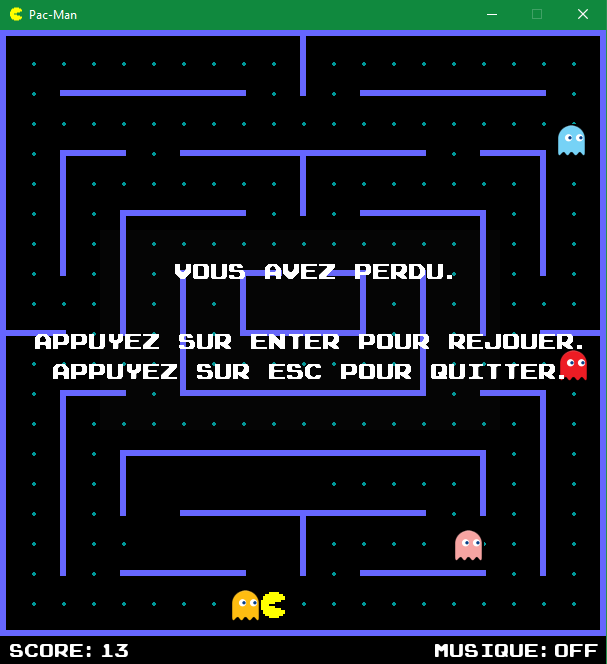 Pac-Man
VOUS AVEZ PERDU.
APPUYEZ SUR ENTER POUR REJOUER.
APPUYEZ SUR ESC POUR QUITTER.
SCORE: 13
MUSIQUE: OFF